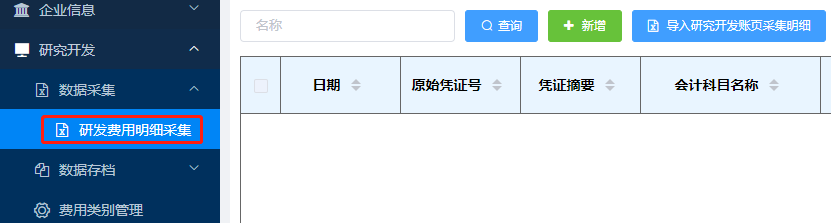 企业信息
研究开发
数据采集
研发费用明细采集
数据存档
费用类别管理
名称 查询 新增 导入研究开发账页采集明细
日期 原始凭证号 凭证摘要 会计科目名称